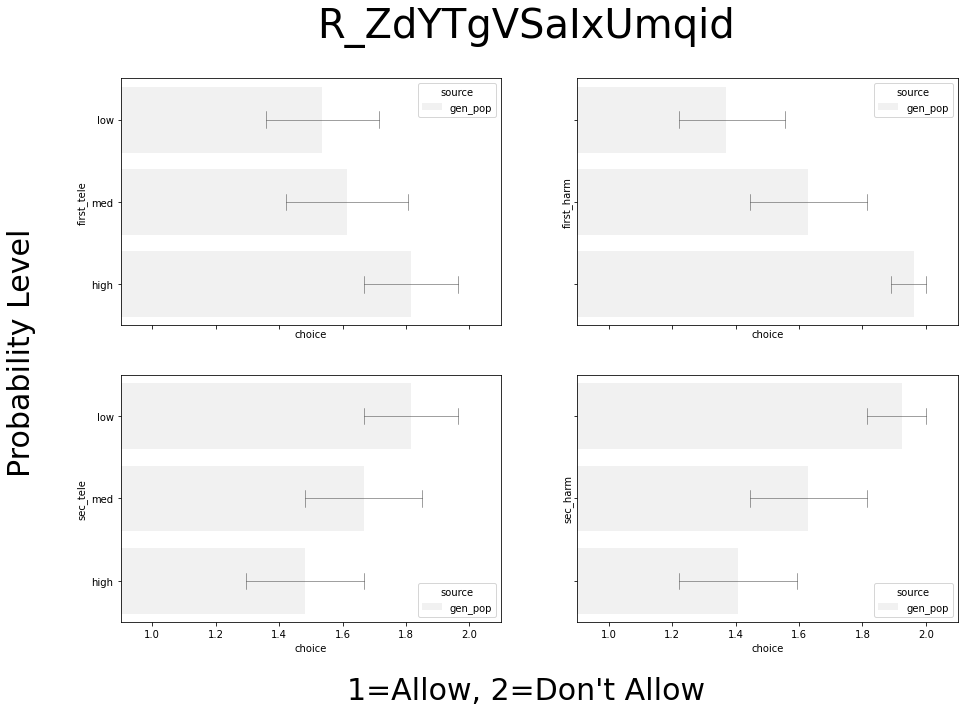 R_ZdYTgVSaIxUmqid
Probability Level
first_tele
low
med
high
source
gen_pop
choice
first_harm
source
gen_pop
choice
sec_tele
low
med
high
source
gen_pop
1.0 1.2 1.4 1.6 1.8 2.0
choice
sec_harm
source
gen_pop
1.0 1.2 1.4 1.6 1.8 2.0
choice
1=Allow, 2=Don't Allow